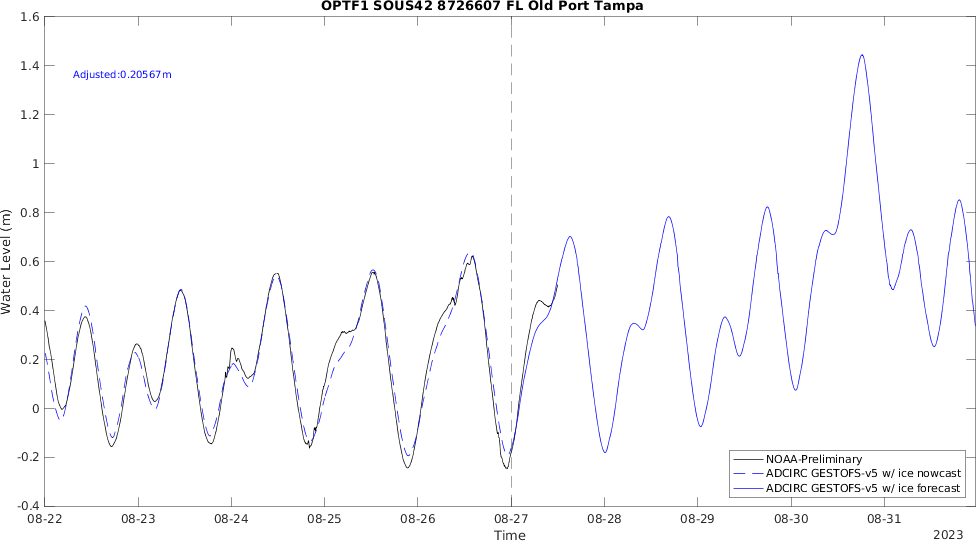 OPTF1 SOUS42 8726607 FL Old Port Tampa
Adjusted:0.20567m
Water Level (m)
1.6
1.4
1.2
1
0.8
0.6
0.4
0.2
0
-0.2
-0.4
NOAA-Preliminary
ADCIRC GESTOFS-v5 w/ ice nowcast
ADCIRC GESTOFS-v5 w/ ice forecast
08-22 08-23 08-24 08-25 08-26 08-27 08-28 08-29 08-30 08-31
Time
2023